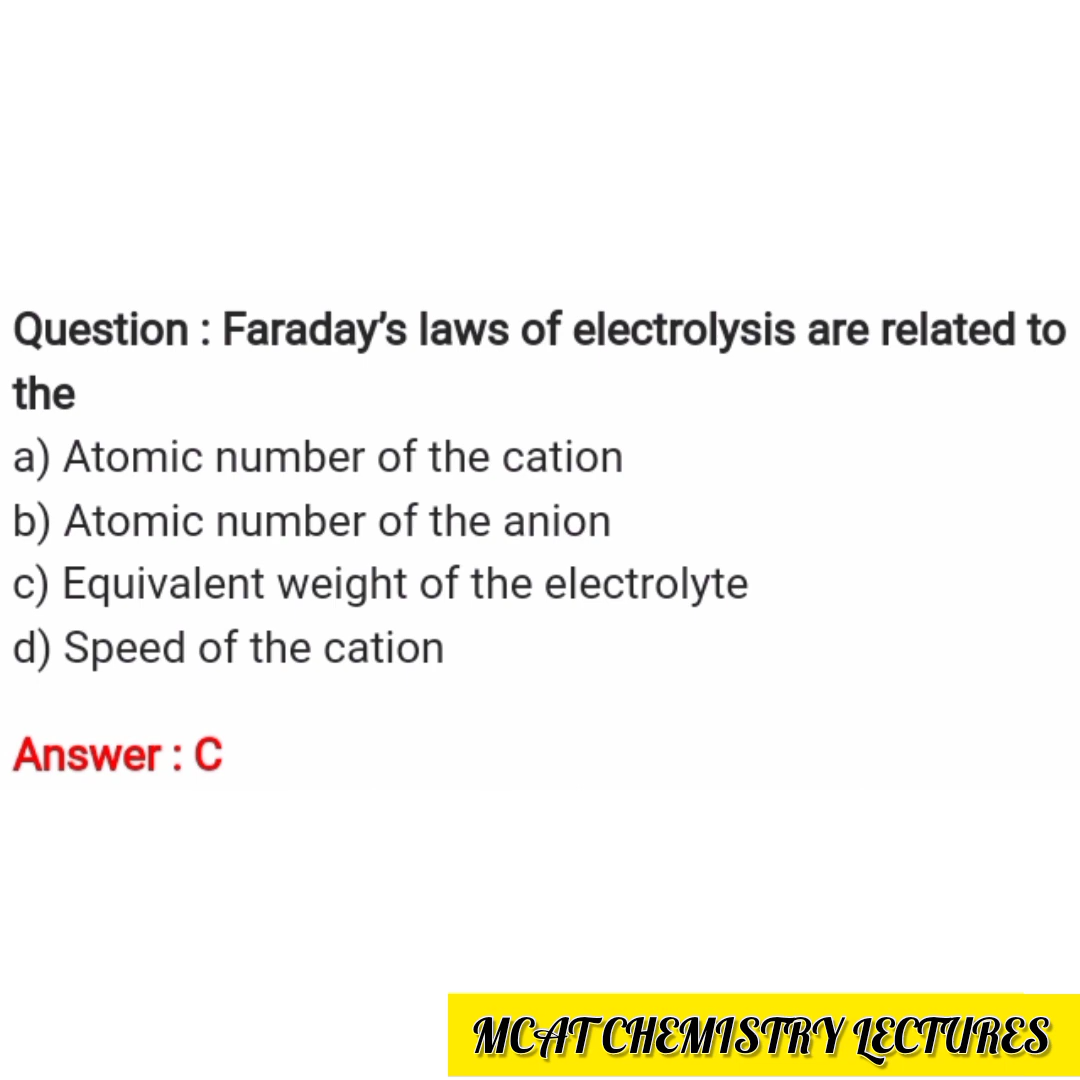 Question : Faraday's laws of electrolysis are related to
the
a) Atomic number of the cation
b) Atomic number of the anion
c) Equivalent weight of the electrolyte
d) Speed of the cation
Answer : C
MCAT CHEMISTRY LECTURES